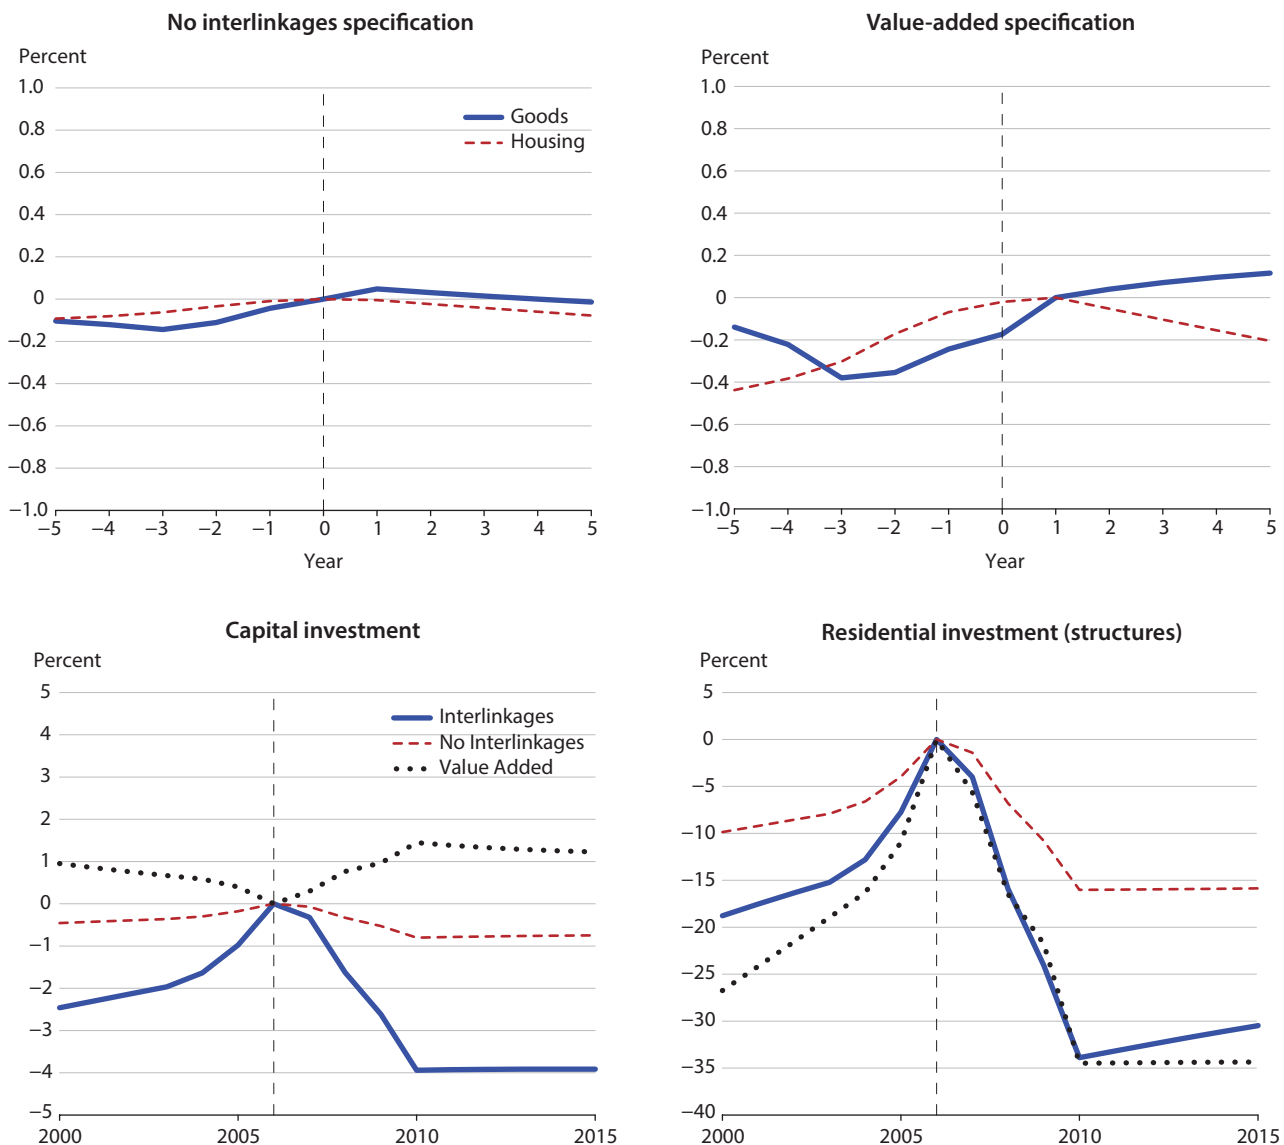 No interlinkages specification
Percent
1.0
0.8
0.6
0.4
0.2
0
−0.2
−0.4
−0.6
−0.8
−1.0
Goods
Housing
−5 −4 −3 −2 −1 0 1 2 3 4 5
Year
Value-added specification
Percent
1.0
0.8
0.6
0.4
0.2
0
−0.2
−0.4
−0.6
−0.8
−1.0
−5 −4 −3 −2 −1 0 1 2 3 4 5
Year
Capital investment
Percent
5
4
3
2
1
0
−1
−2
−3
−4
−5
Interlinkages
No Interlinkages
Value Added
2000 2005 2010 2015
Residential investment (structures)
Percent
5
0
−5
−10
−15
−20
−25
−30
−35
−40
2000 2005 2010 2015